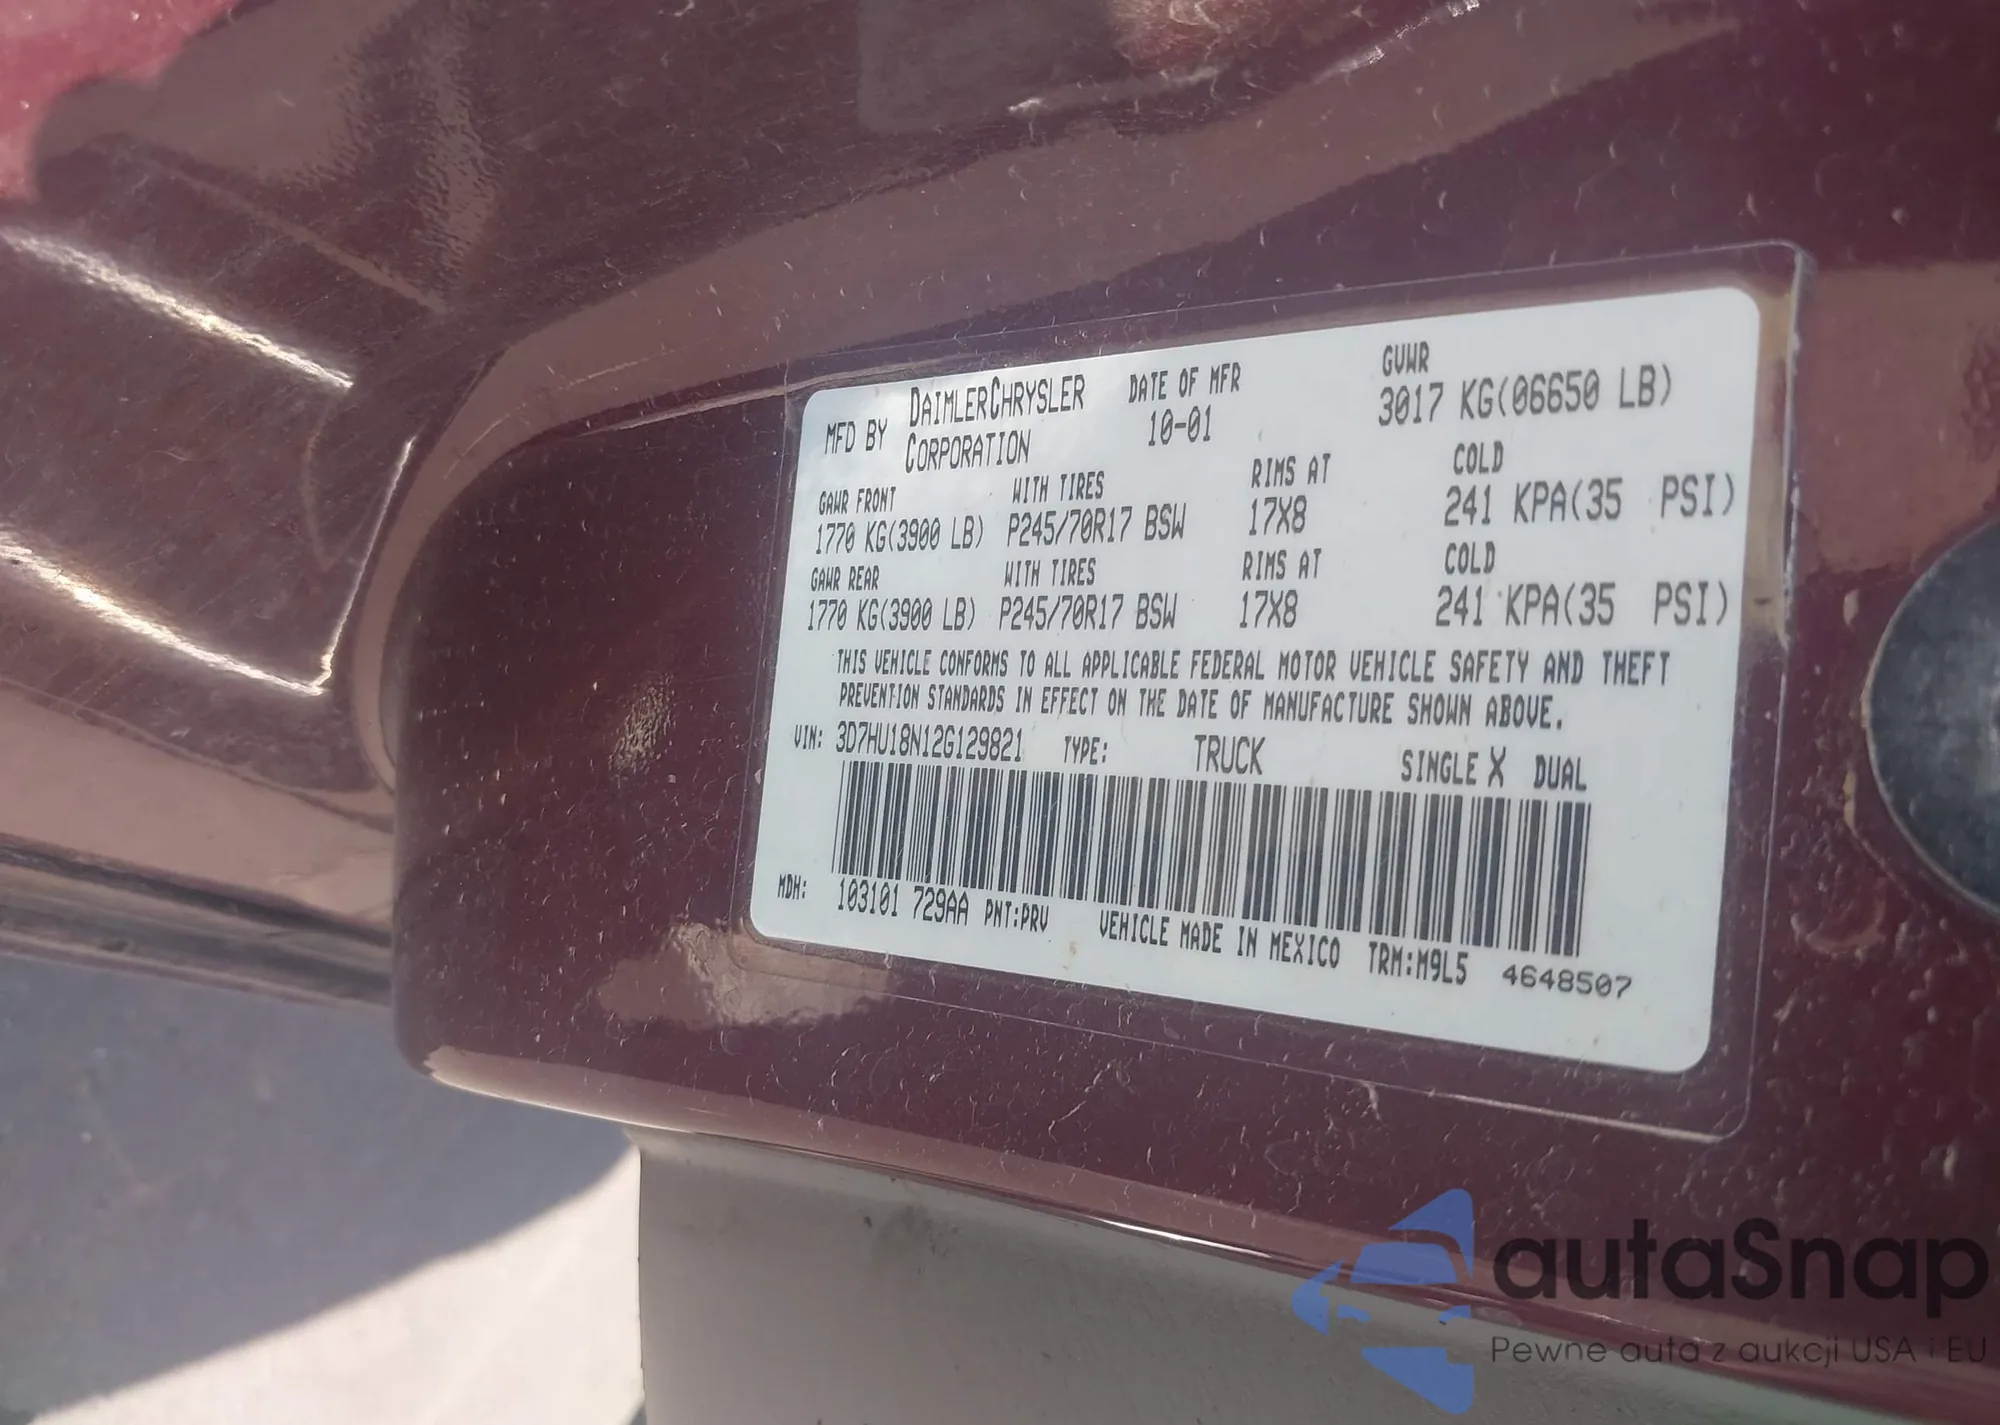 MFD BY DAIMLERCHRYSLER CORPORATION
DATE OF MFR
10-01
GVWR
3017 KG(06650 LB)
GAWR FRONT WITH TIRES RIMS AT COLD
1770 KG(3900 LB) P245/70R17 BSW 17X8 241 KPA(35 PSI)
GAWR REAR WITH TIRES RIMS AT COLD
1770 KG(3900 LB) P245/70R17 BSW 17X8 241 KPA(35 PSI)
THIS VEHICLE CONFORMS TO ALL APPLICABLE FEDERAL MOTOR VEHICLE SAFETY AND THEFT
PREVENTION STANDARDS IN EFFECT ON THE DATE OF MANUFACTURE SHOWN ABOVE.
VIN: 3D7HU18N12G129821 TYPE: TRUCK SINGLE X DUAL
MDH: 103101 729AA PNT:PRV VEHICLE MADE IN MEXICO TRM:M9L5 4648507
autaSnap
Pewne auta z aukcji USA i EU